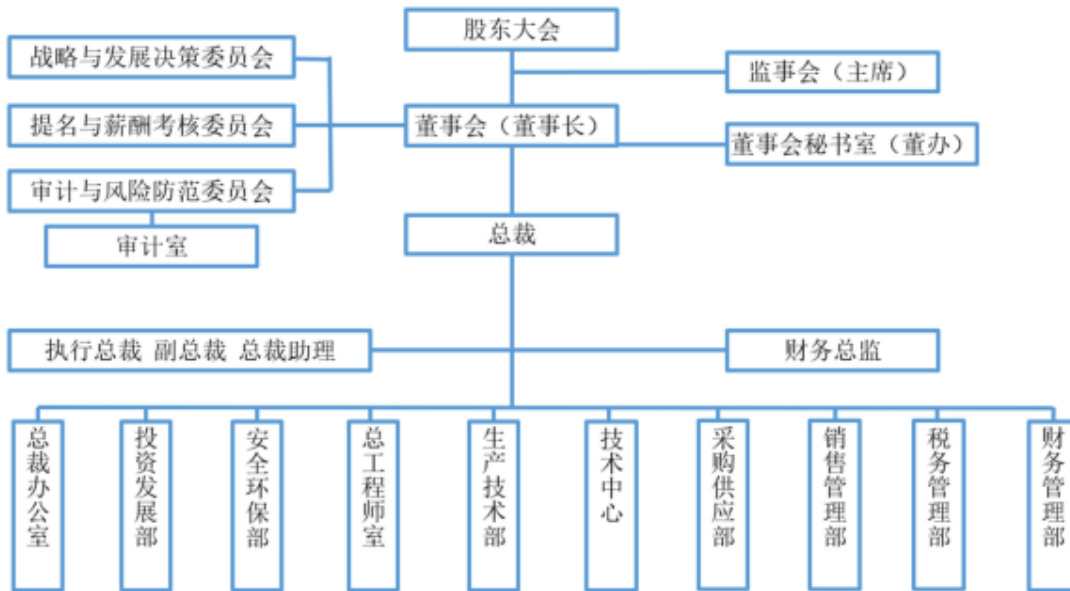 股东大会
战略与发展决策委员会
监事会（主席）
提名与薪酬考核委员会
董事会（董事长）
董事会秘书室（董办）
审计与风险防范委员会
审计室
总裁
执行总裁 副总裁 总裁助理
财务总监
总裁办公室
投资发展部
安全环保部
总工程师室
生产技术部
技术中心
采购供应部
销售管理部
税务管理部
财务管理部